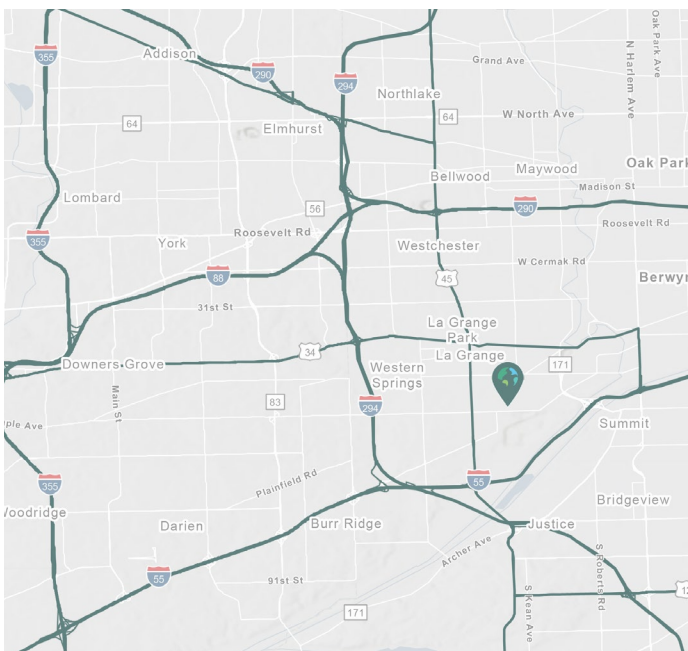 Oak Park Ave
N Harlem Ave
355
Addison
290
294
Grand Ave
Northlake
64
64
W North Ave
Elmhurst
Maywood
Oak Park
Bellwood
Madison St
Lombard
56
290
Roosevelt Rd
355
York
Roosevelt Rd
Westchester
W Cermak Rd
88
45
Berwyn
31st St
La Grange
Park
34
La Grange
171
Downers Grove
Western
Springs
Main St
83
294
Summit
355
55
Plainfield Rd
Bridgeview
Darien
Burr Ridge
Justice
Archer Ave
S Roberts Rd
55
91st St
S Kean Ave
171